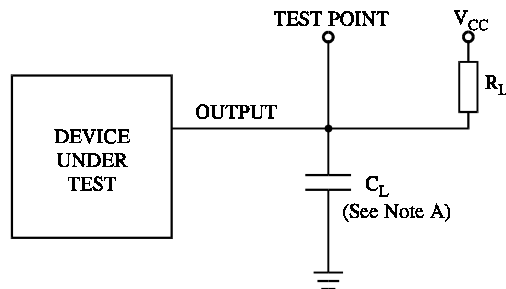 TEST POINT
VCC
RL
OUTPUT
DEVICE
UNDER
TEST
CL
(See Note A)